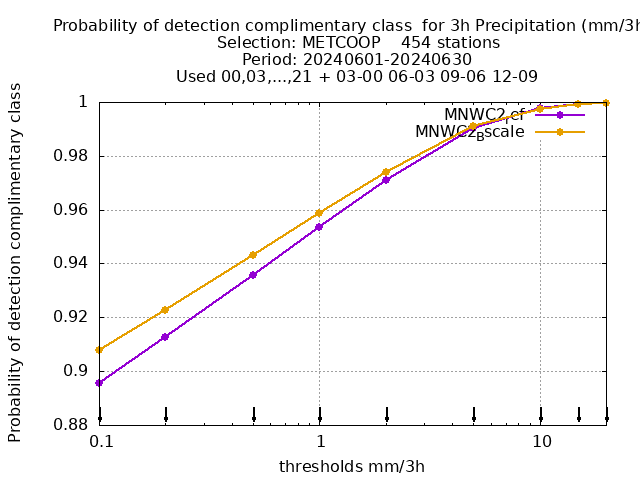 Probability of detection complimentary class  for 3h Precipitation (mm/3h
Selection: METCOOP    454 stations
Period: 20240601-20240630
Used 00,03,...,21 + 03-00 06-03 09-06 12-09
Probability of detection complimentary class
1
0.98
0.96
0.94
0.92
0.9
0.88
0.1
1
10
MNWC2_ref
MNWC2_Bscale
thresholds mm/3h